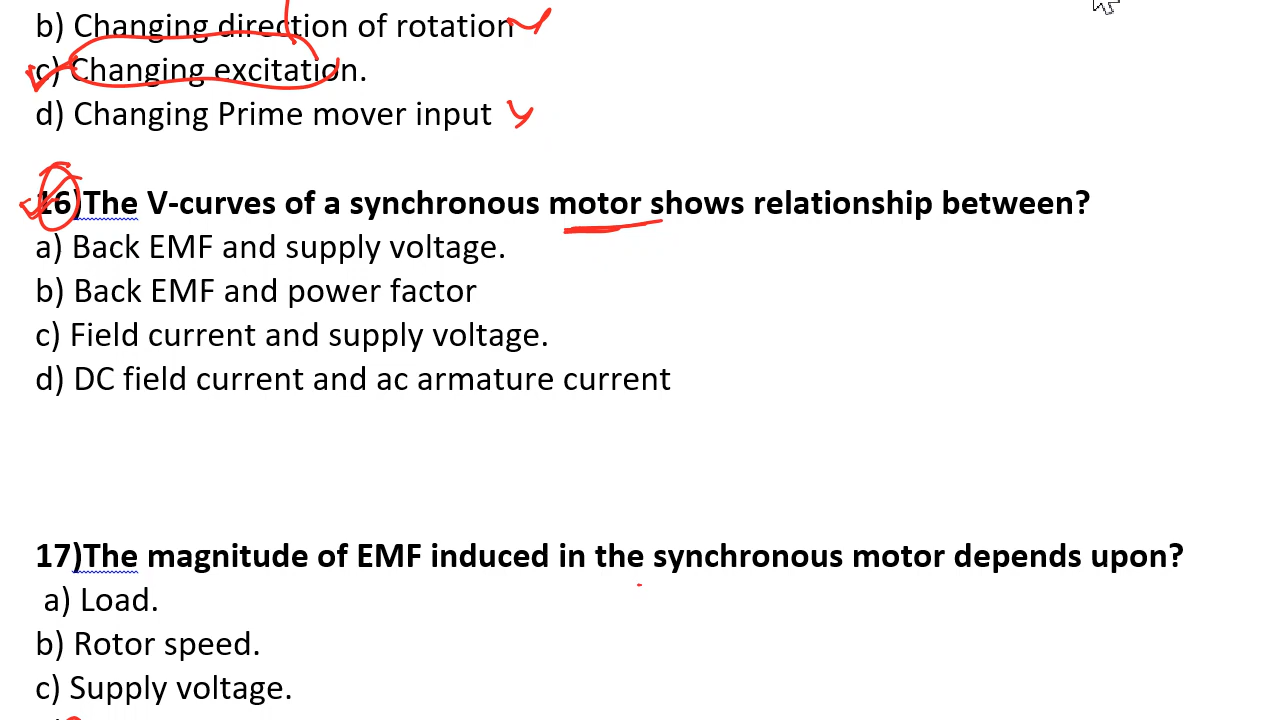 b) Changing direction of rotation
c) Changing excitation.
d) Changing Prime mover input
16)The V-curves of a synchronous motor shows relationship between?
a) Back EMF and supply voltage.
b) Back EMF and power factor
c) Field current and supply voltage.
d) DC field current and ac armature current
17)The magnitude of EMF induced in the synchronous motor depends upon?
a) Load.
b) Rotor speed.
c) Supply voltage.